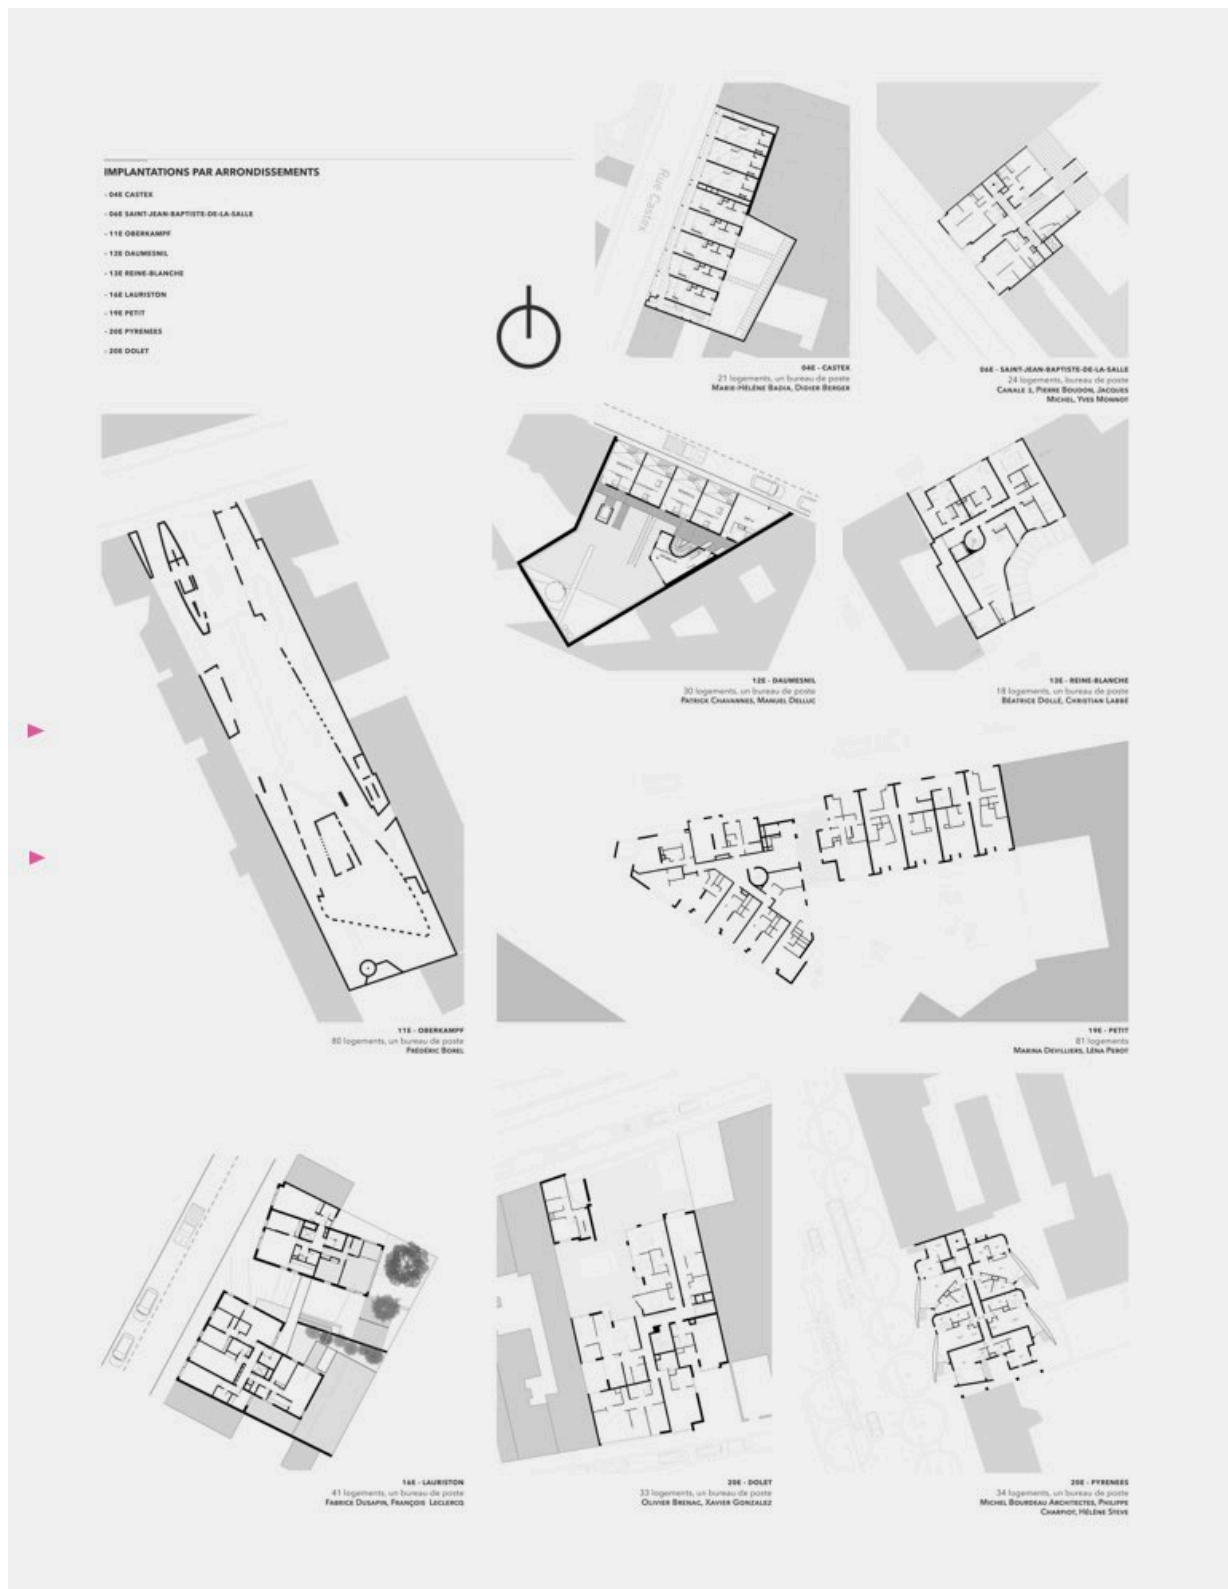 IMPLANTATIONS PAR ARRONDISSEMENTS
- 04E CASTEX
- 06E SAINT-JEAN-BAPTISTE-DE-LA-SALLE
- 11E OBERKAMPF
- 12E DAUMESNIL
- 13E REINE-BLANCHE
- 16E LAURISTON
- 19E PETIT
- 20E PYRENEES
- 20E DOLET
Rue Castex
04E - CASTEX
21 logements, un bureau de poste
MARIE-HÉLÈNE BADIA, DIDIER BERGER
06E - SAINT-JEAN-BAPTISTE-DE-LA-SALLE
24 logements, bureau de poste
CANALE 3, PIERRE BOUDON, JACQUES
MICHEL, YVES MONNOT
12E - DAUMESNIL
30 logements, un bureau de poste
PATRICK CHAVANNES, MANUEL DELLUC
13E - REINE-BLANCHE
18 logements, un bureau de poste
BÉATRICE DOLLÉ, CHRISTIAN LABBÉ
11E - OBERKAMPF
80 logements, un bureau de poste
FRÉDÉRIC BOREL
19E - PETIT
81 logements
MARINA DEVILLIERS, LÉNA PEROT
16E - LAURISTON
41 logements, un bureau de poste
FABRICE DUSAPIN, FRANÇOIS LECLERCQ
20E - DOLET
33 logements, un bureau de poste
OLIVIER BRENAC, XAVIER GONZALEZ
20E - PYRENEES
34 logements, un bureau de poste
MICHEL BOURDEAU ARCHITECTES, PHILIPPE
CHARPIOT, HÉLÈNE STEVE